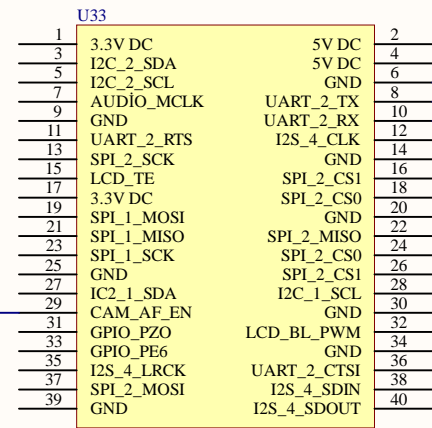 U33
1 3.3V DC 5V DC 2
3 I2C_2_SDA 5V DC 4
5 I2C_2_SCL GND 6
7 AUDİO_MCLK UART_2_TX 8
9 GND UART_2_RX 10
11 UART_2_RTS I2S_4_CLK 12
13 SPI_2_SCK GND 14
15 LCD_TE SPI_2_CS1 16
17 3.3V DC SPI_2_CS0 18
19 SPI_1_MOSI GND 20
21 SPI_1_MISO SPI_2_MISO 22
23 SPI_1_SCK SPI_2_CS0 24
25 GND SPI_2_CS1 26
27 IC2_1_SDA I2C_1_SCL 28
29 CAM_AF_EN GND 30
31 GPIO_PZO LCD_BL_PWM 32
33 GPIO_PE6 GND 34
35 I2S_4_LRCK UART_2_CTSI 36
37 SPI_2_MOSI I2S_4_SDIN 38
39 GND I2S_4_SDOUT 40